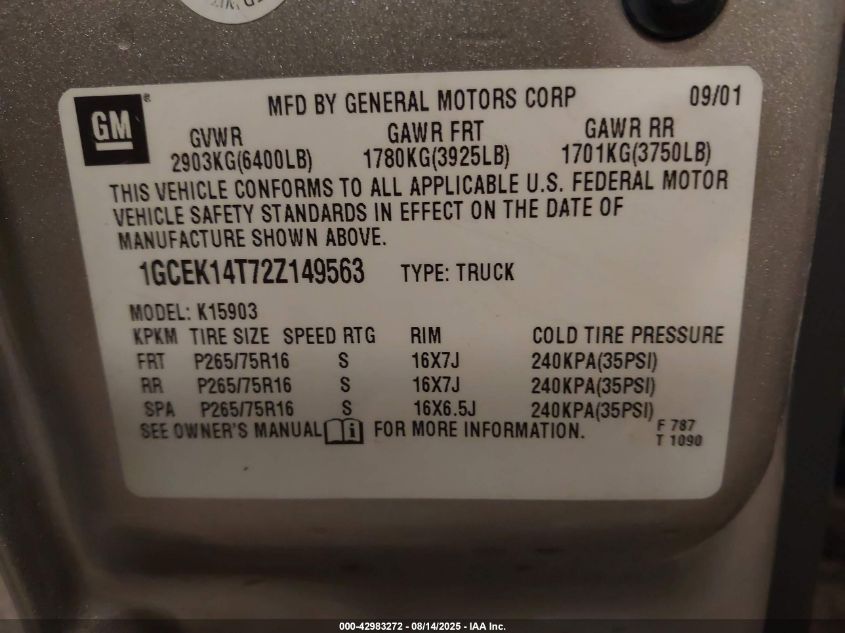 GM ®
MFD BY GENERAL MOTORS CORP 09/01
GVWR GAWR FRT GAWR RR
2903KG(6400LB) 1780KG(3925LB) 1701KG(3750LB)
THIS VEHICLE CONFORMS TO ALL APPLICABLE U.S. FEDERAL MOTOR
VEHICLE SAFETY STANDARDS IN EFFECT ON THE DATE OF
MANUFACTURE SHOWN ABOVE.
1GCEK14T72Z149563 TYPE: TRUCK
MODEL: K15903
KPKM TIRE SIZE SPEED RTG RIM COLD TIRE PRESSURE
FRT P265/75R16 S 16X7J 240KPA(35PSI)
RR P265/75R16 S 16X7J 240KPA(35PSI)
SPA P265/75R16 S 16X6.5J 240KPA(35PSI)
SEE OWNER'S MANUAL i FOR MORE INFORMATION.
F 787
T 1090
000-42983272 - 08/14/2025 - IAA Inc.